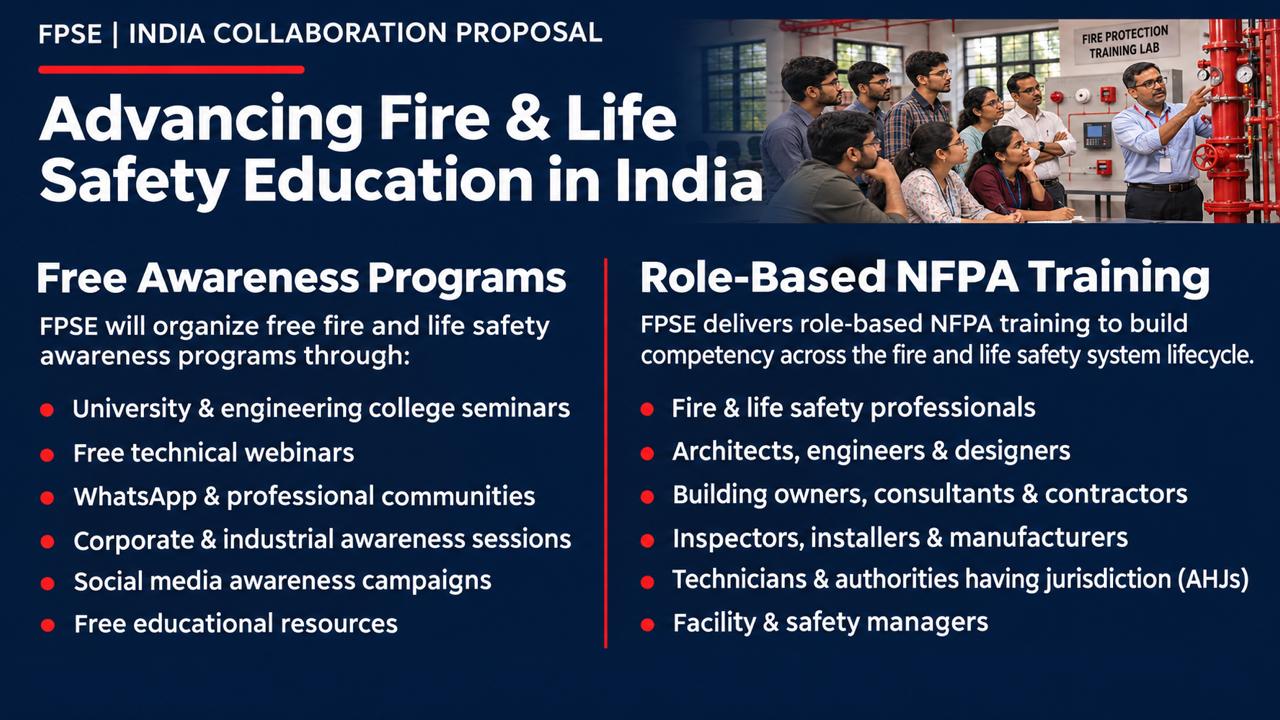 FPSE | INDIA COLLABORATION PROPOSAL
FIRE PROTECTION
TRAINING LAB
Advancing Fire & Life
Safety Education in India
Free Awareness Programs
FPSE will organize free fire and life safety
awareness programs through:
University & engineering college seminars
Free technical webinars
WhatsApp & professional communities
Corporate & industrial awareness sessions
Social media awareness campaigns
Free educational resources
Role-Based NFPA Training
FPSE delivers role-based NFPA training to build
competency across the fire and life safety system lifecycle.
Fire & life safety professionals
Architects, engineers & designers
Building owners, consultants & contractors
Inspectors, installers & manufacturers
Technicians & authorities having jurisdiction (AHJs)
Facility & safety managers